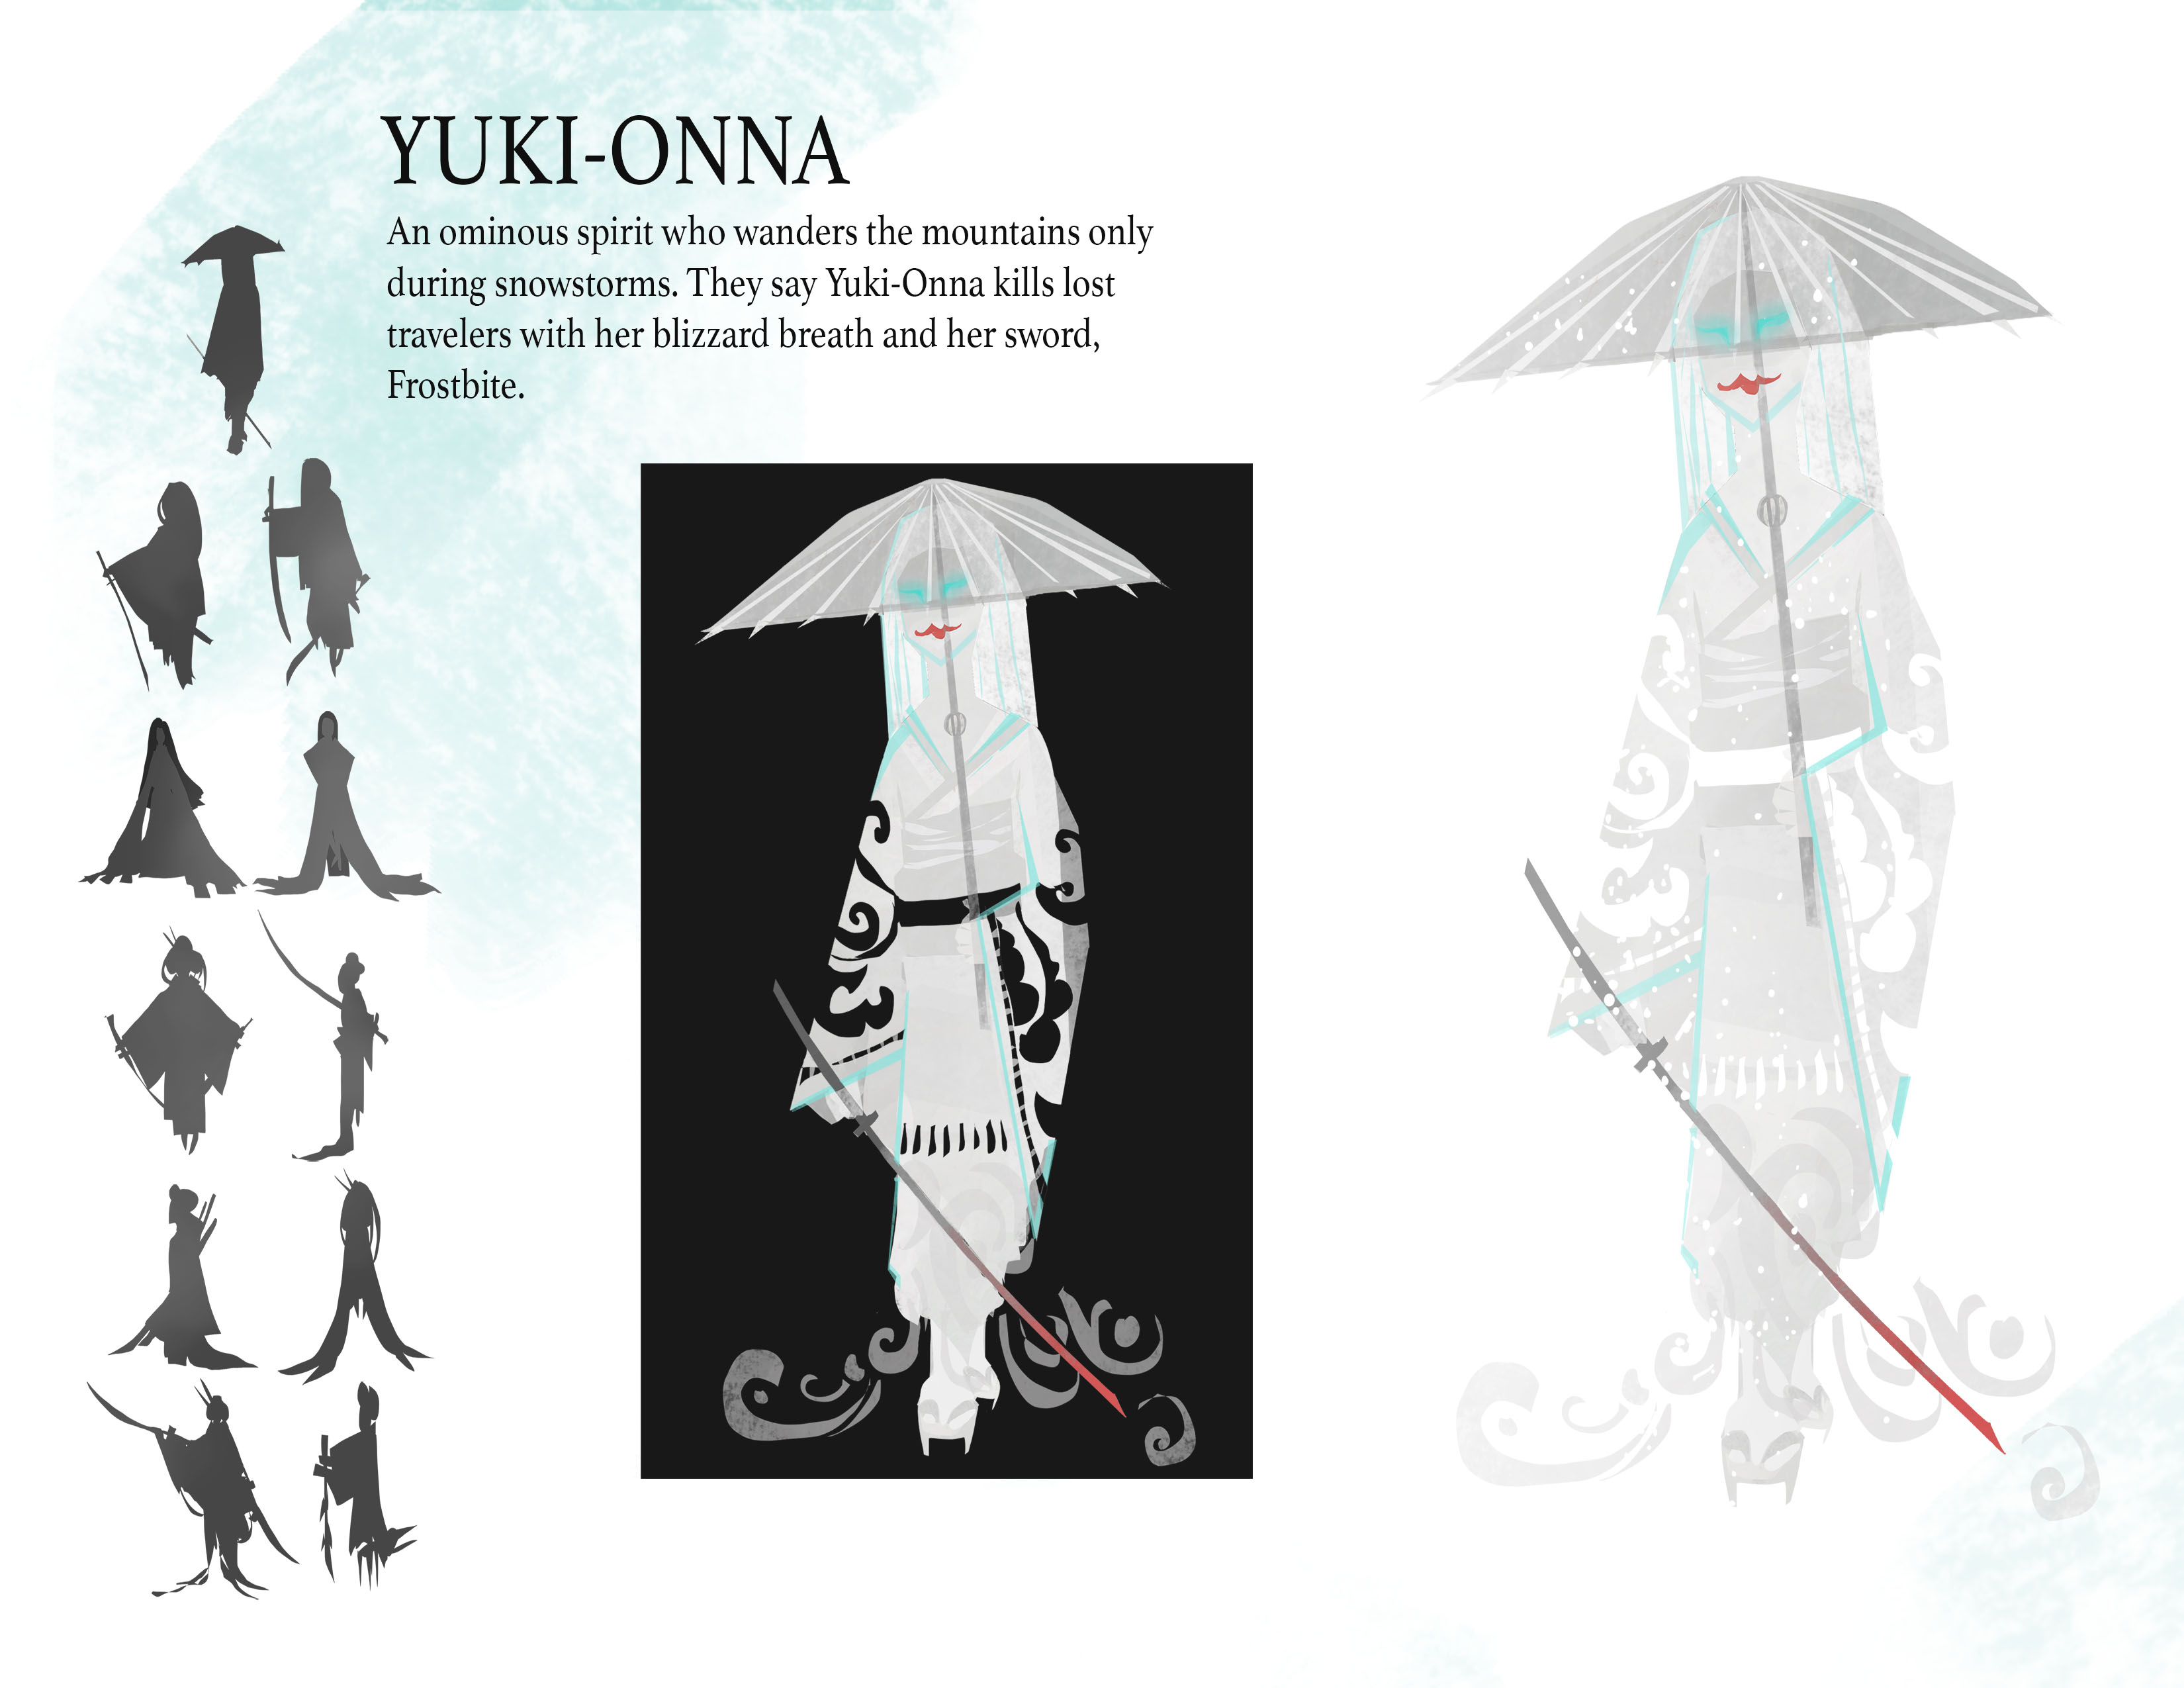 YUKI-ONNA
An ominous spirit who wanders the mountains only
during snowstorms. They say Yuki-Onna kills lost
travelers with her blizzard breath and her sword,
Frostbite.